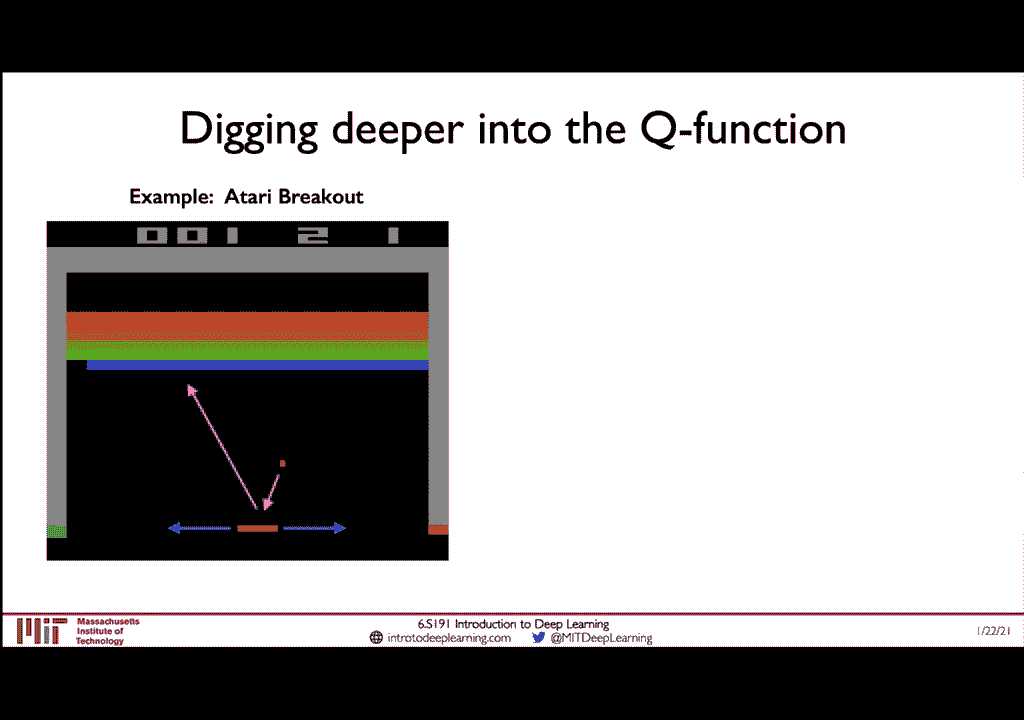 Digging deeper into the Q-function
Example: Atari Breakout
001 2 1
Massachusetts
Institute of
Technology
6.S191 Introduction to Deep Learning
introtodeeplearning.com @MITDeepLearning
1/22/21